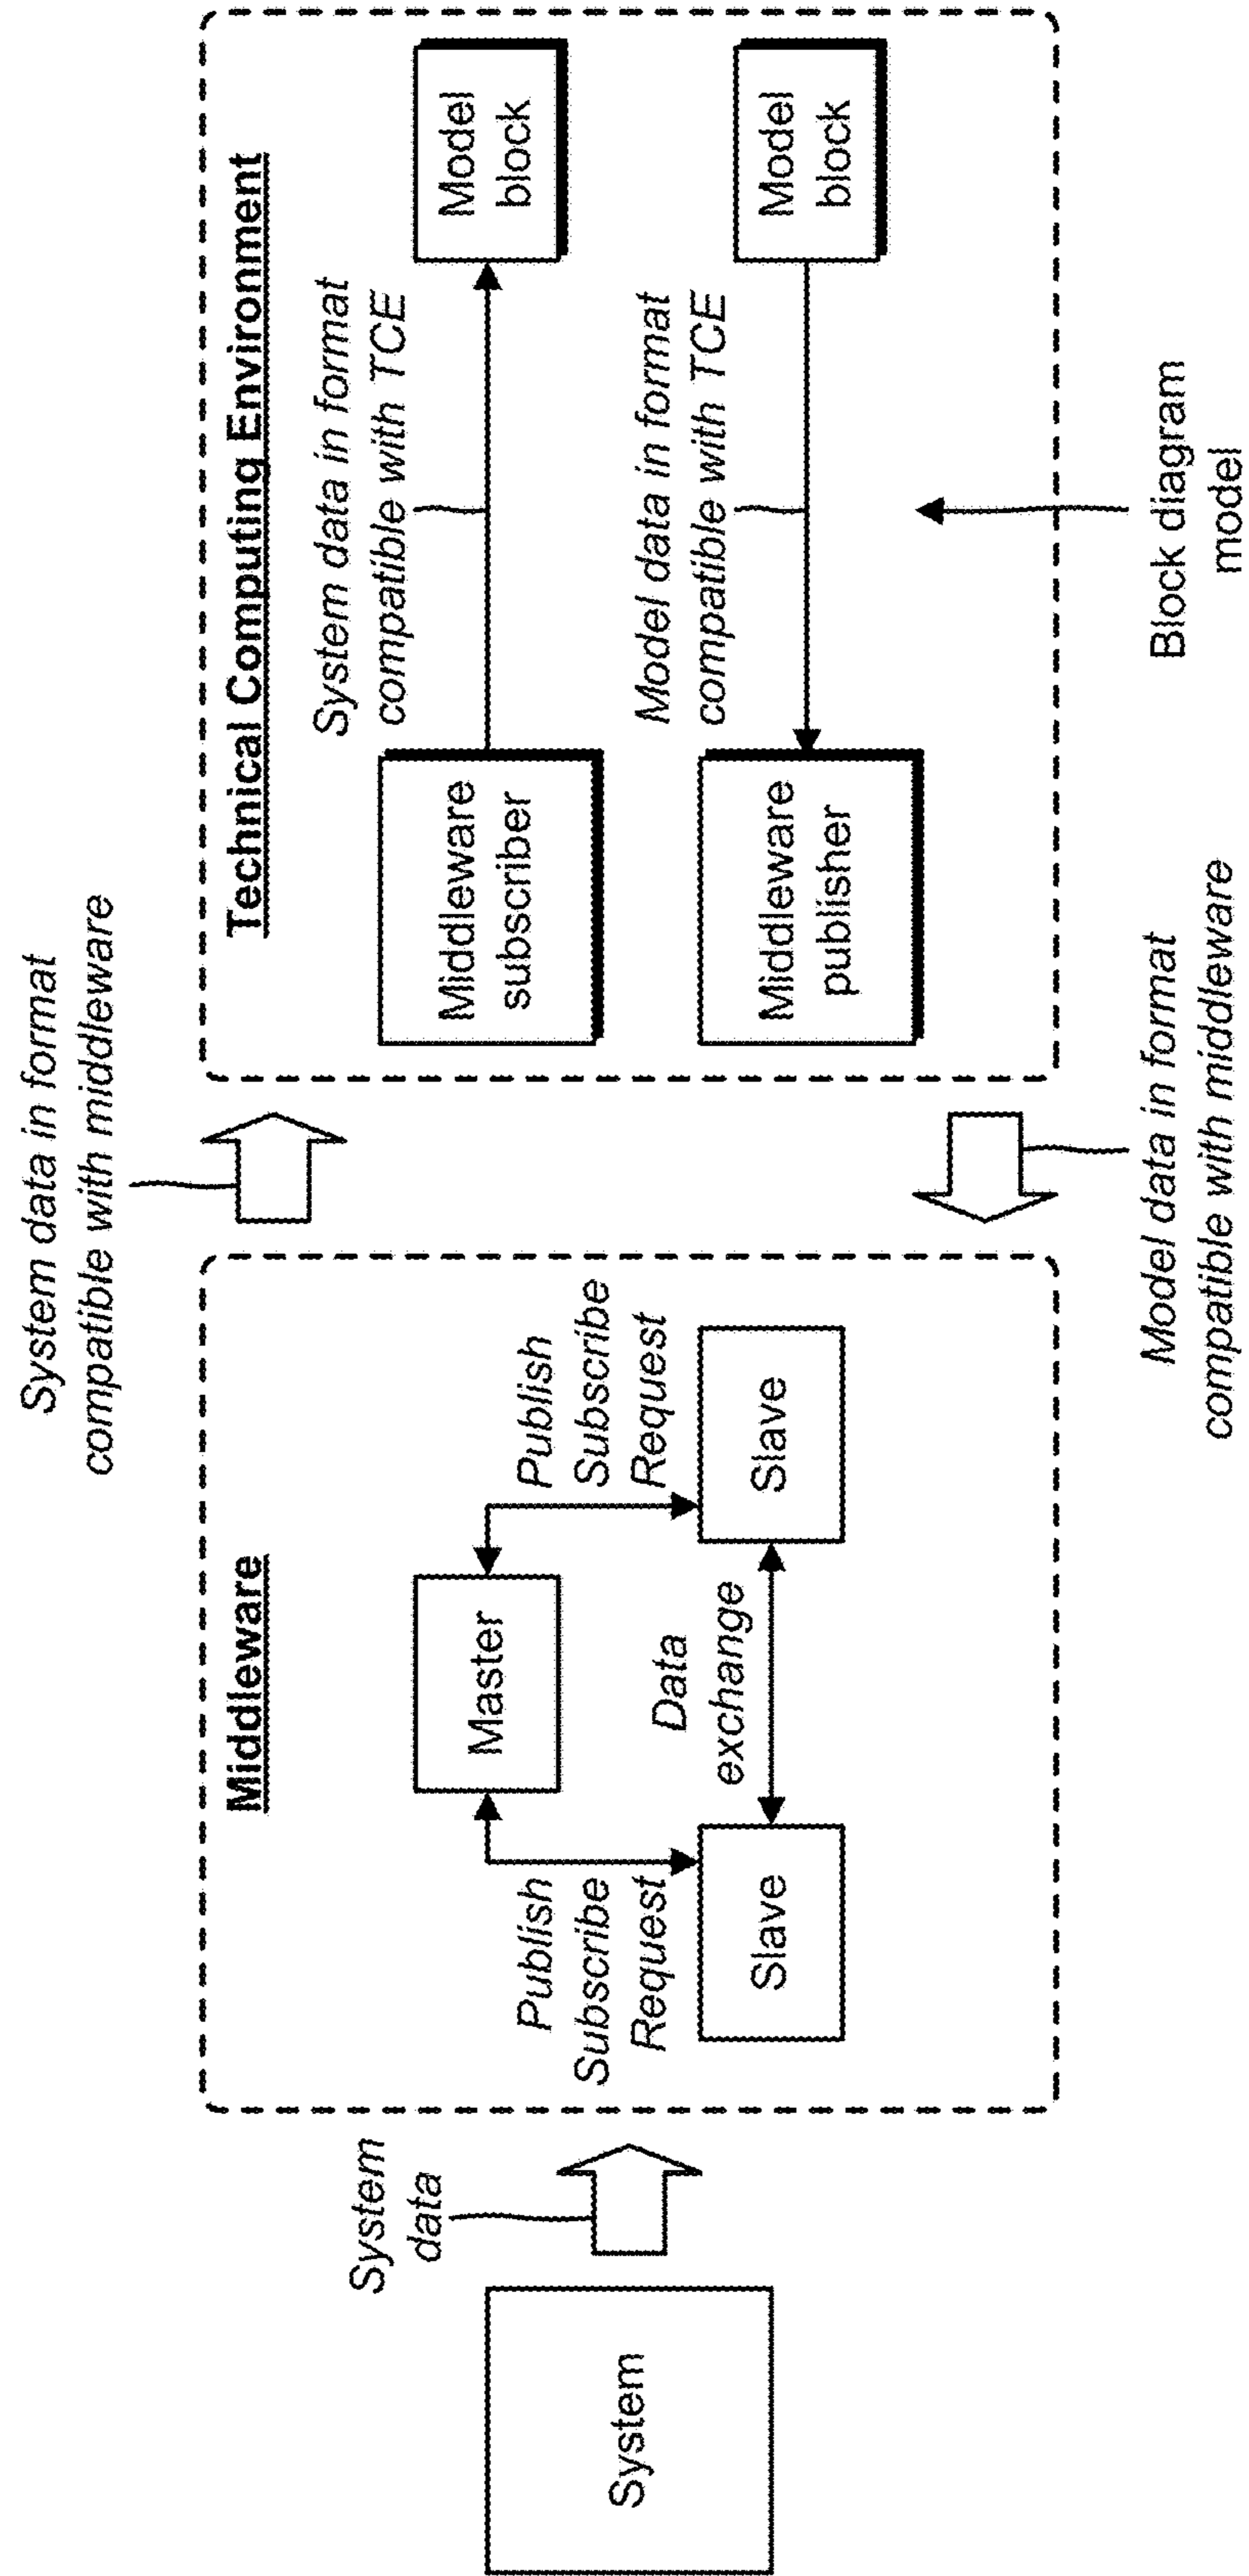 System
System
data
Middleware
Master
Publish
Subscribe
Request
Publish
Subscribe
Request
Data
exchange
Slave
Slave
System data in format
compatible with middleware
Model data in format
compatible with middleware
Technical Computing Environment
Middleware
subscriber
System data in format
compatible with TCE
Model
block
Middleware
publisher
Model data in format
compatible with TCE
Model
block
Block diagram
model